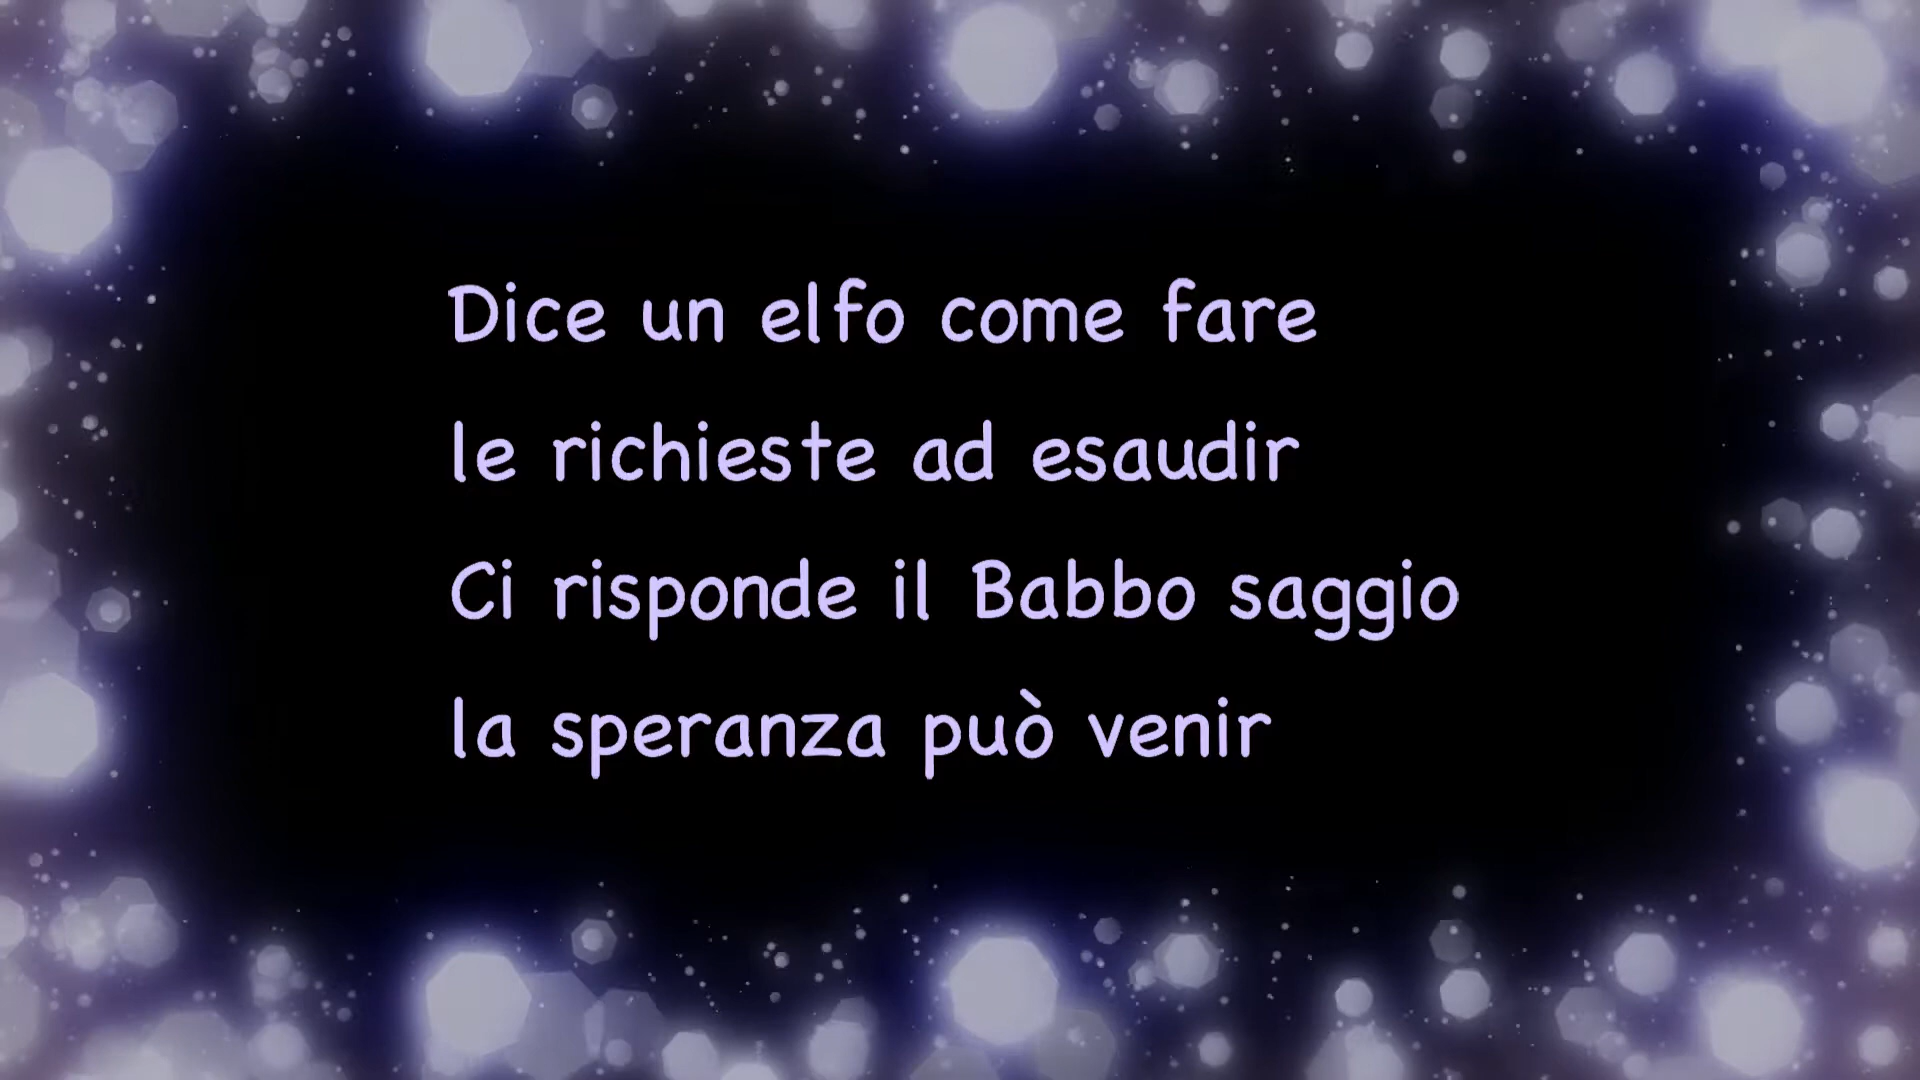 Dice un elfo come fare
le richieste ad esaudir
Ci risponde il Babbo saggio
la speranza può venir